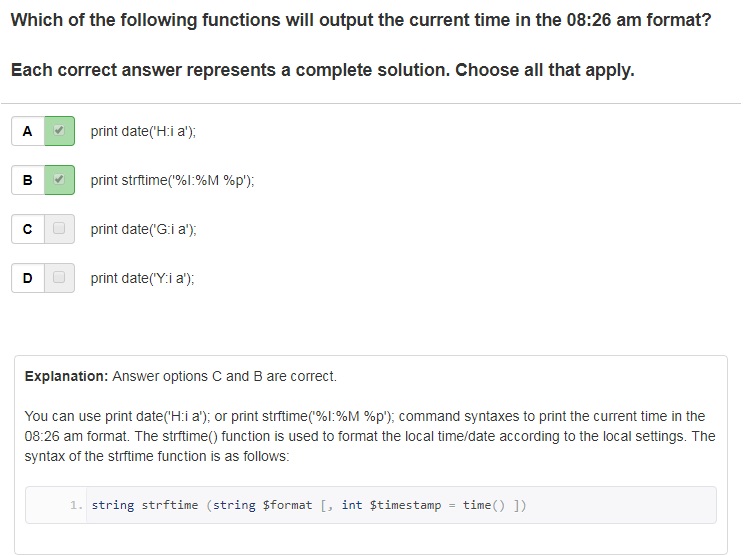 Which of the following functions will output the current time in the 08:26 am format?
Each correct answer represents a complete solution. Choose all that apply.
A print date('H:i a');
B print strftime('%I:%M %p');
C print date('G:i a');
D print date('Y:i a');
Explanation: Answer options C and B are correct.
You can use print date('H:i a'); or print strftime('%I:%M %p'); command syntaxes to print the current time in the
08:26 am format. The strftime() function is used to format the local time/date according to the local settings. The
syntax of the strftime function is as follows:
1. string strftime (string $format [, int $timestamp = time() ])